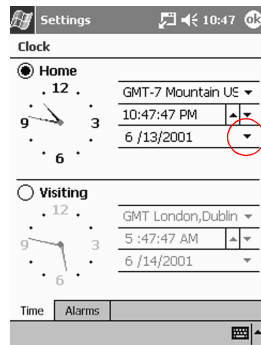 Settings 10:47 ok
Clock
Home
12
9 3
6
GMT-7 Mountain US
10:47:47 PM
6 /13/2001
Visiting
12
9 3
6
GMT London,Dublin
5 :47:47 AM
6 /14/2001
Time Alarms